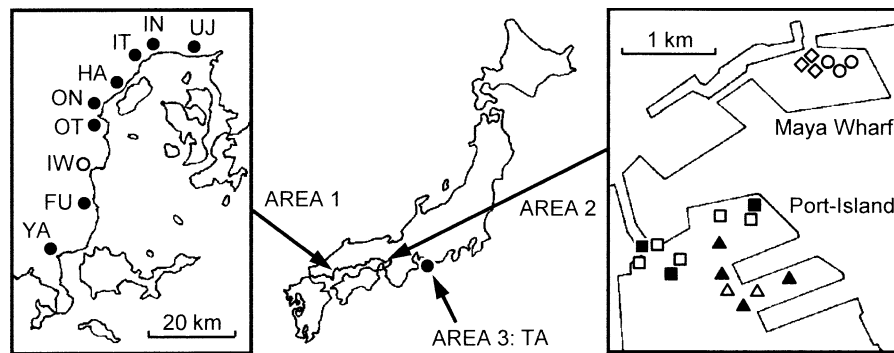 IN
UJ
IT
HA
ON
OT
IW
FU
YA
20 km
AREA 1
AREA 2
AREA 3: TA
1 km
Maya Wharf
Port-Island